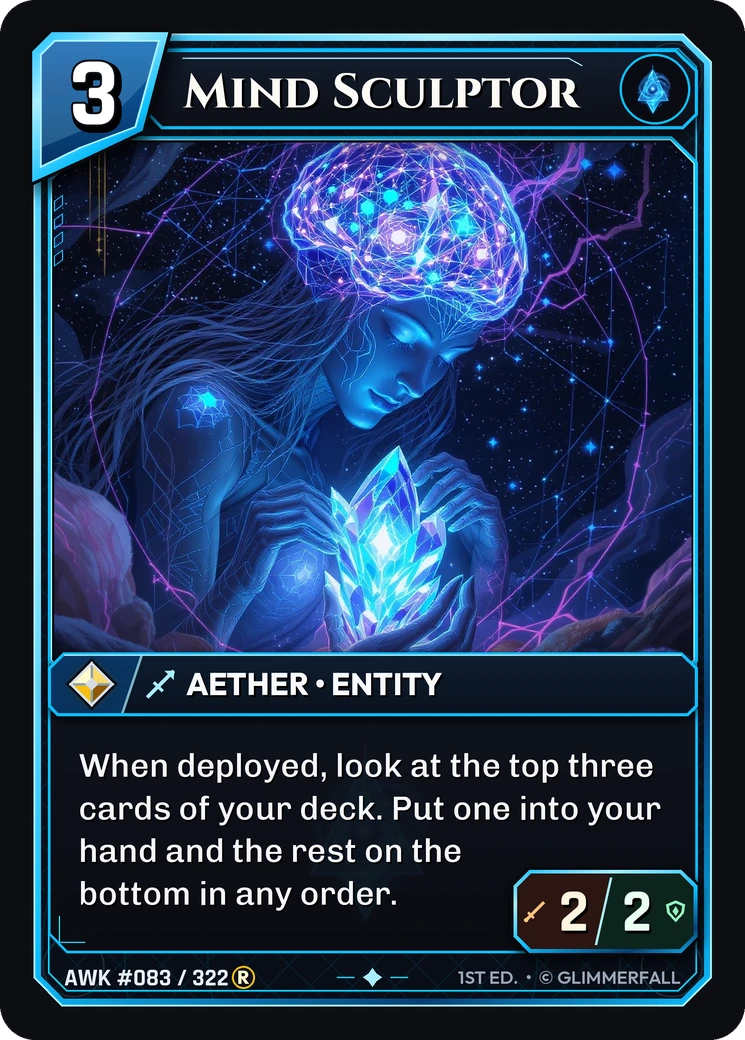 3
MIND SCULPTOR
AETHER • ENTITY
When deployed, look at the top three
cards of your deck. Put one into your
hand and the rest on the
bottom in any order.
2 / 2
AWK #083 / 322 R
1ST ED. • © GLIMMERFALL